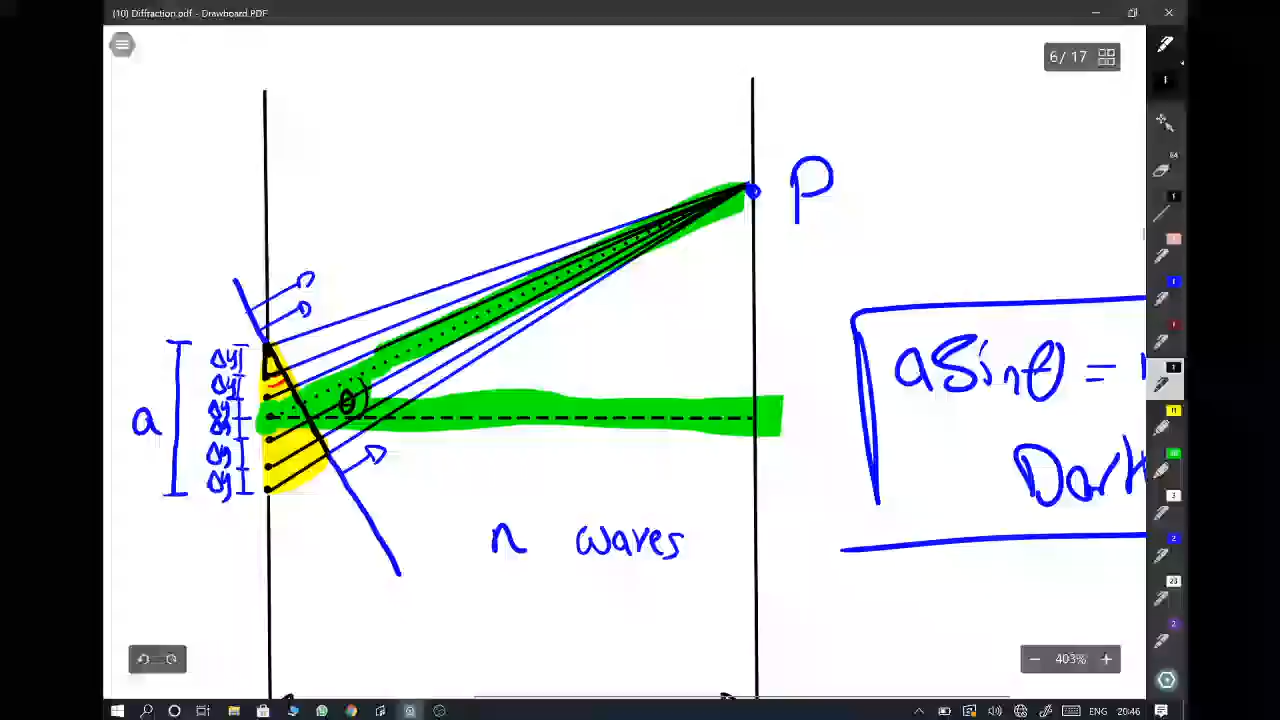 (10) Diffraction.pdf - Drawboard PDF
6 / 17
P
Δy
Δy
Δy
Δy
Δy
a
θ
a Sin θ =
Dark
n waves
403%
ENG 20:46